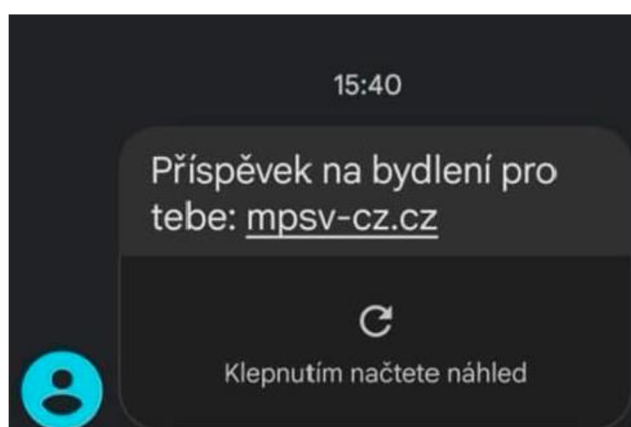 15:40
Příspěvek na bydlení pro
tebe: mpsv-cz.cz
Klepnutím načtete náhled